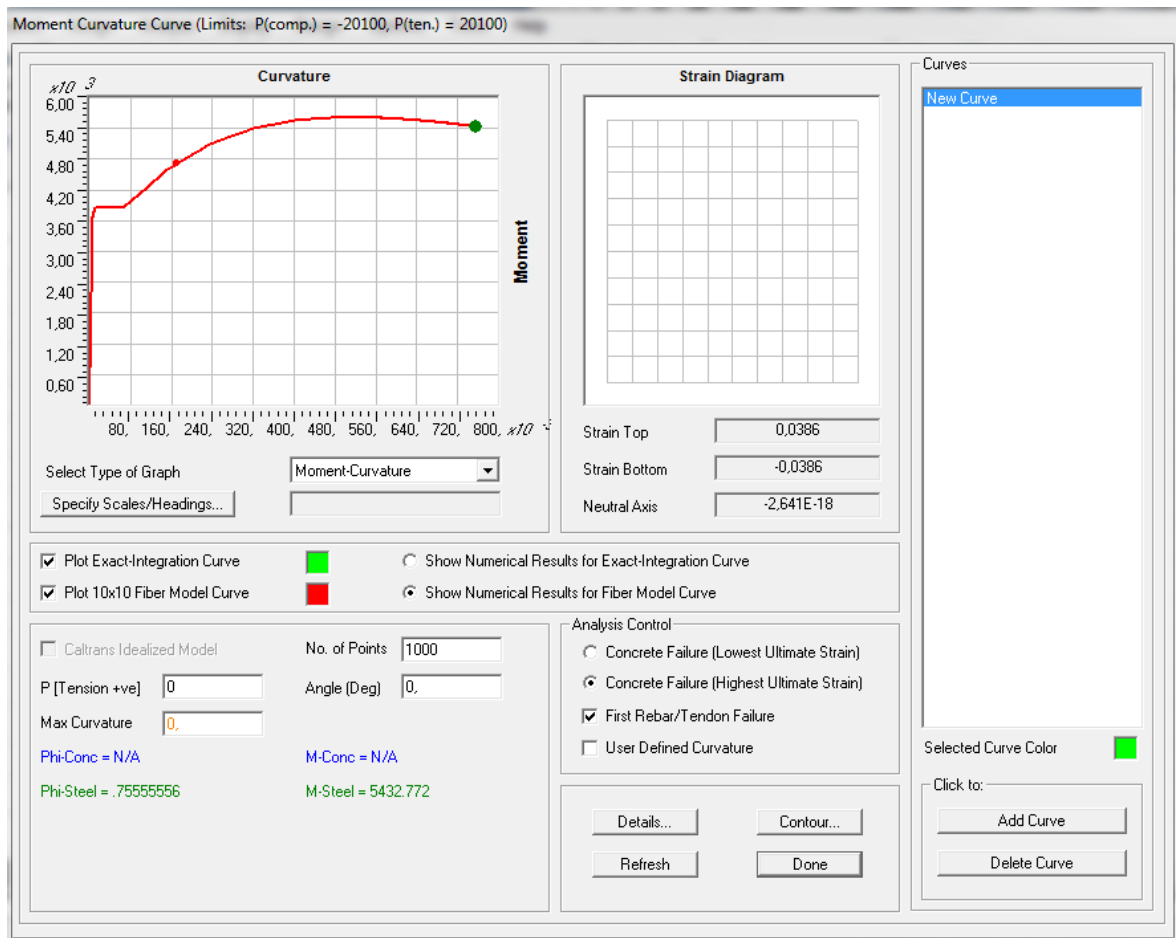 Moment Curvature Curve (Limits: P(comp.) = -20100, P(ten.) = 20100)
Curvature
x10 3
6,00
5,40
4,80
4,20
3,60
3,00
2,40
1,80
1,20
0,60
80, 160, 240, 320, 400, 480, 560, 640, 720, 800, x10 -3
Moment
Select Type of Graph
Moment-Curvature
Specify Scales/Headings...
Strain Diagram
Strain Top 0,0386
Strain Bottom -0,0386
Neutral Axis -2,641E-18
Plot Exact-Integration Curve
Show Numerical Results for Exact-Integration Curve
Plot 10x10 Fiber Model Curve
Show Numerical Results for Fiber Model Curve
Caltrans Idealized Model
No. of Points 1000
P [Tension +ve] 0
Angle (Deg) 0,
Max Curvature 0,
Phi-Conc = N/A
M-Conc = N/A
Phi-Steel = .75555556
M-Steel = 5432.772
Analysis Control
Concrete Failure (Lowest Ultimate Strain)
Concrete Failure (Highest Ultimate Strain)
First Rebar/Tendon Failure
User Defined Curvature
Details...
Contour...
Refresh
Done
Curves
New Curve
Selected Curve Color
Click to:
Add Curve
Delete Curve